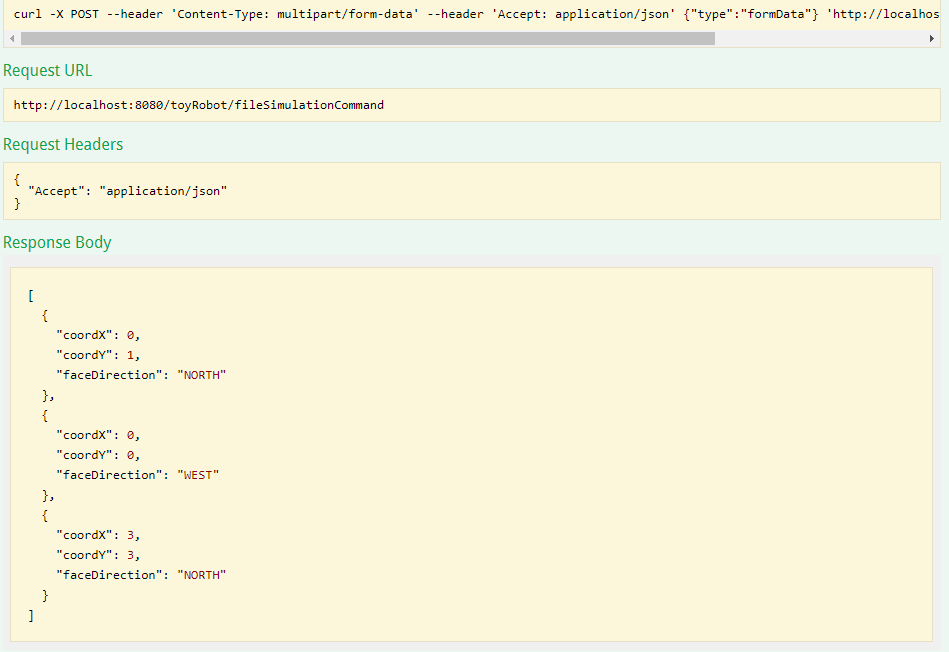 curl -X POST --header 'Content-Type: multipart/form-data' --header 'Accept: application/json' {"type":"formData"} 'http://localhos
Request URL
http://localhost:8080/toyRobot/fileSimulationCommand
Request Headers
{
  "Accept": "application/json"
}
Response Body
[
  {
    "coordX": 0,
    "coordY": 1,
    "faceDirection": "NORTH"
  },
  {
    "coordX": 0,
    "coordY": 0,
    "faceDirection": "WEST"
  },
  {
    "coordX": 3,
    "coordY": 3,
    "faceDirection": "NORTH"
  }
]